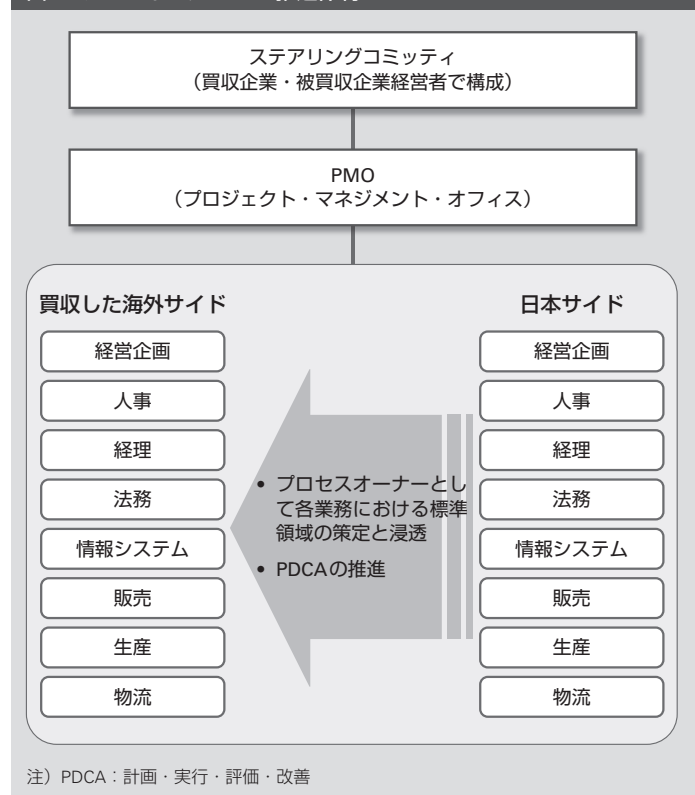 ステアリングコミッティ
（買収企業・被買収企業経営者で構成）
PMO
（プロジェクト・マネジメント・オフィス）
買収した海外サイド
経営企画
人事
経理
法務
情報システム
販売
生産
物流
• プロセスオーナーとし
て各業務における標準
領域の策定と浸透
• PDCAの推進
日本サイド
経営企画
人事
経理
法務
情報システム
販売
生産
物流
注）PDCA：計画・実行・評価・改善